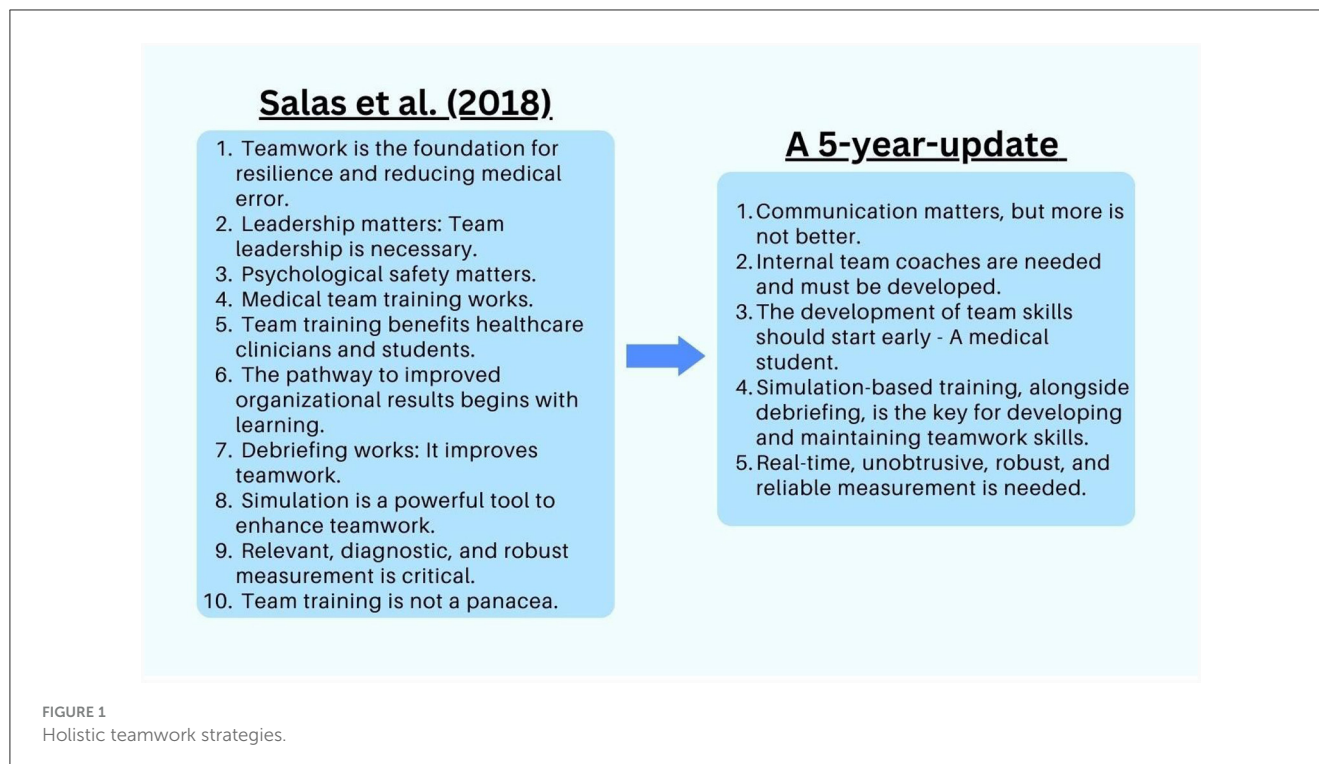 Salas et al. (2018)
1. Teamwork is the foundation for
resilience and reducing medical
error.
2. Leadership matters: Team
leadership is necessary.
3. Psychological safety matters.
4. Medical team training works.
5. Team training benefits healthcare
clinicians and students.
6. The pathway to improved
organizational results begins with
learning.
7. Debriefing works: It improves
teamwork.
8. Simulation is a powerful tool to
enhance teamwork.
9. Relevant, diagnostic, and robust
measurement is critical.
10. Team training is not a panacea.
A 5-year-update
1. Communication matters, but more is
not better.
2. Internal team coaches are needed
and must be developed.
3. The development of team skills
should start early - A medical
student.
4. Simulation-based training, alongside
debriefing, is the key for developing
and maintaining teamwork skills.
5. Real-time, unobtrusive, robust, and
reliable measurement is needed.
FIGURE 1
Holistic teamwork strategies.